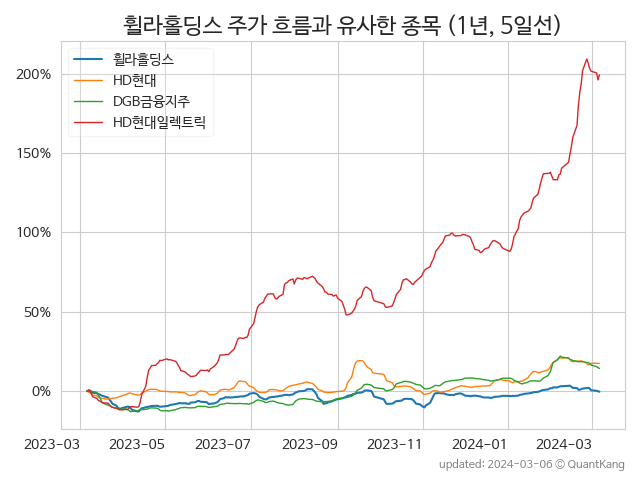 휠라홀딩스 주가 흐름과 유사한 종목 (1년, 5일선)
휠라홀딩스
HD현대
DGB금융지주
HD현대일렉트릭
200%
150%
100%
50%
0%
2023-03 2023-05 2023-07 2023-09 2023-11 2024-01 2024-03
updated: 2024-03-06 ⓒ QuantKang